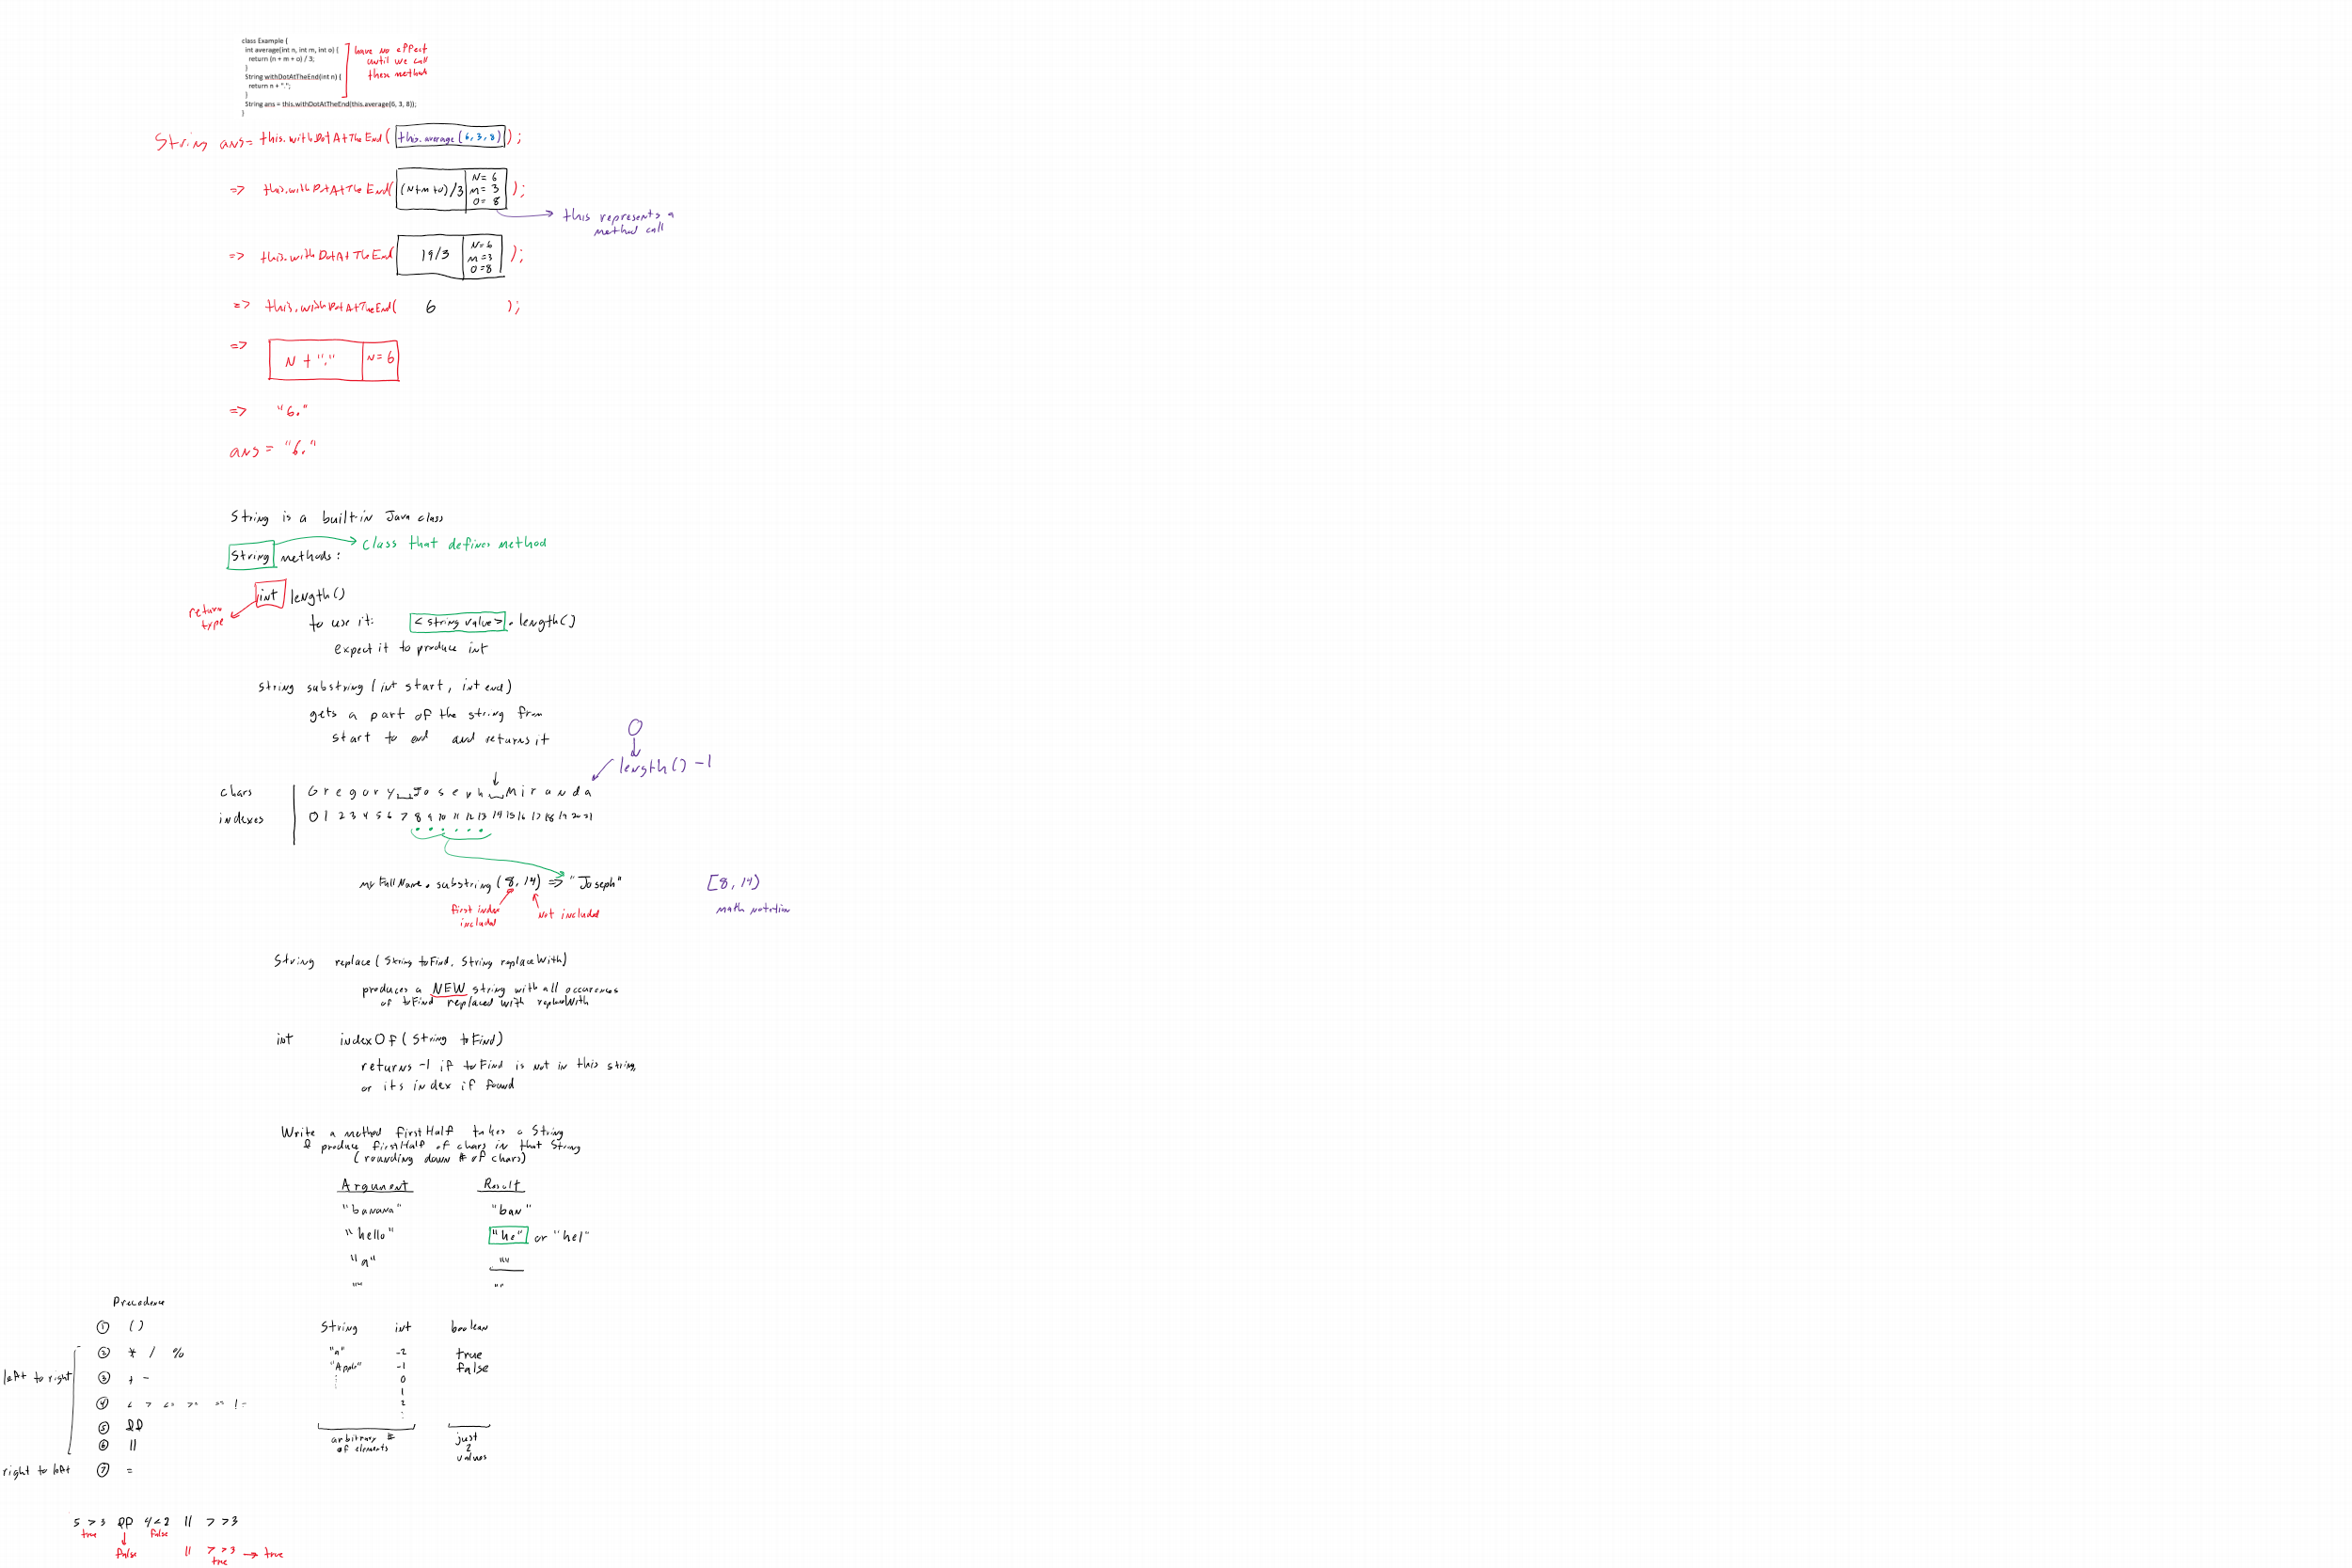 class Example {
int average(int n, int m, int o) {
return (n + m + o) / 3;
}
String withDotAtTheEnd(int n) {
return n + ".";
}
String ans = this.withDotAtTheEnd(this.average(6, 3, 8));
}
have no effect
until we call
these methods
String ans = this.withDotAtTheEnd( this.average(6, 3, 8) );
=> this.withDotAtTheEnd( (n+m+o)/3 n=6 m=3 o=8 );
this represents a
method call
=> this.withDotAtTheEnd( 19/3 n=6 m=3 o=8 );
=> this.withDotAtTheEnd( 6 );
=> n + "." n=6
=> "6."
ans = "6."
String is a built-in Java class
String methods:
class that defines method
int length()
return
type
to use it: <string value>.length()
expect it to produce int
String substring(int start, int end)
gets a part of the string from
start to end and returns it
0
length() -1
chars Gregory Joseph Miranda
indexes 0 1 2 3 4 5 6 7 8 9 10 11 12 13 14 15 16 17 18 19 20 21
myFullName.substring(8, 14) => "Joseph"
[8, 14)
first index
included
not included
math notation
String replace(String toFind, String replaceWith)
produces a NEW string with all occurences
of toFind replaced with replaceWith
int indexOf(String toFind)
returns -1 if toFind is not in this string,
or its index if found
Write a method firstHalf takes a String
& produce firstHalf of chars in that String
(rounding down # of chars)
Argument Result
"banana" "ban"
"hello" "he" or "hel"
"a" ""
"" ""
Precedence
1 ()
2 * / %
left to right
3 + -
4 < > <= >= == !=
5 &&
6 ||
right to left
7 =
String int boolean
"a" -2 true
"Apple" -1 false
0
1
2
arbitrary #
of elements
just
2
values
5 > 3 && 4 < 2 || 7 > 3
true false
false || 7 > 3 → true
true